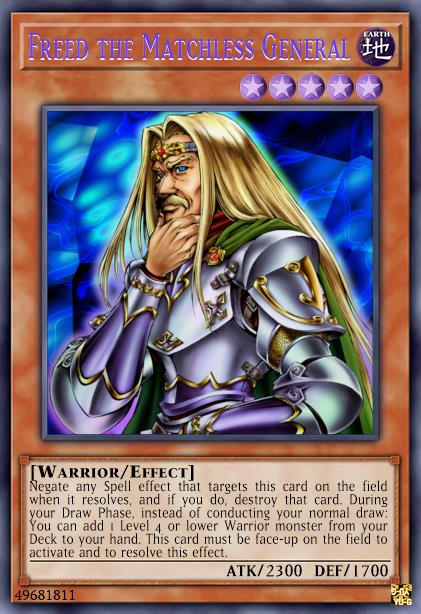 Freed the Matchless General
EARTH
地
[Warrior/Effect]
Negate any Spell effect that targets this card on the field
when it resolves, and if you do, destroy that card. During
your Draw Phase, instead of conducting your normal draw:
You can add 1 Level 4 or lower Warrior monster from your
Deck to your hand. This card must be face-up on the field to
activate and to resolve this effect.
ATK/2300 DEF/1700
49681811